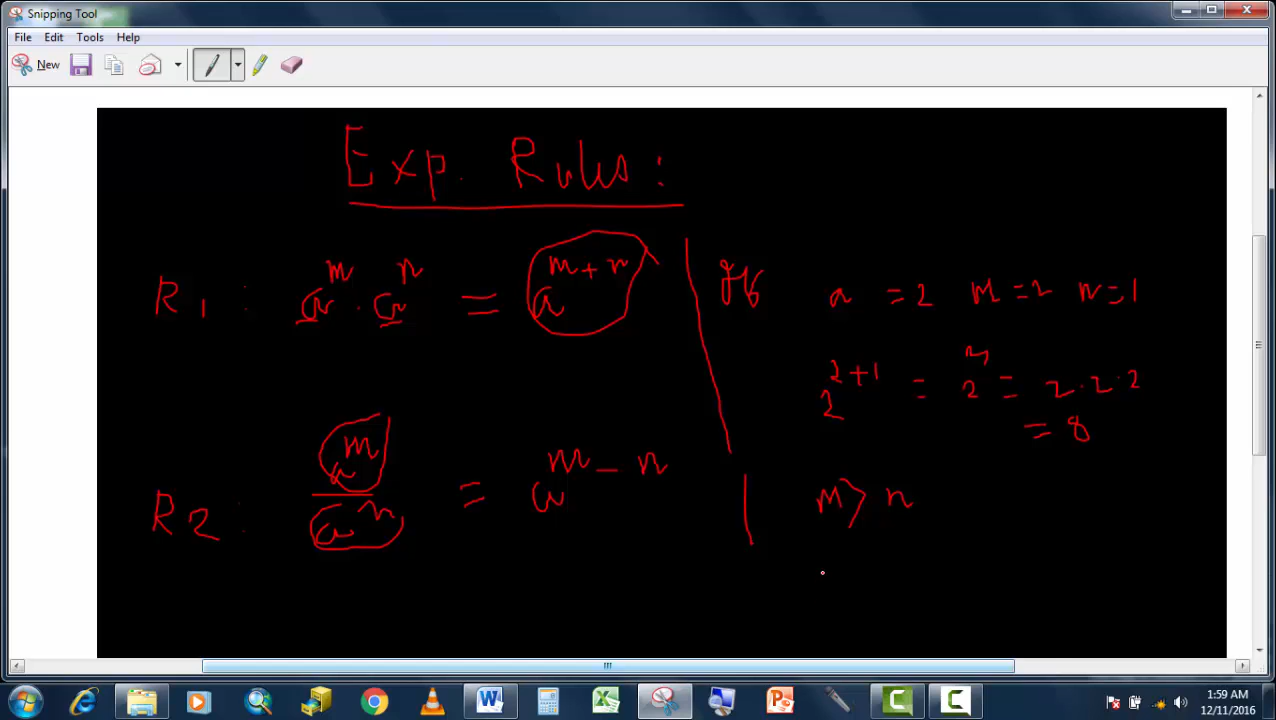 Snipping Tool
File Edit Tools Help
New
Exp. Rules:
R1 : a^m . a^n = a^{m+n}
If a = 2 m = 2 n = 1
2^{2+1} = 2^3 = 2 . 2 . 2
= 8
R2 : a^m / a^n = a^{m-n}
m > n
1:59 AM
12/11/2016